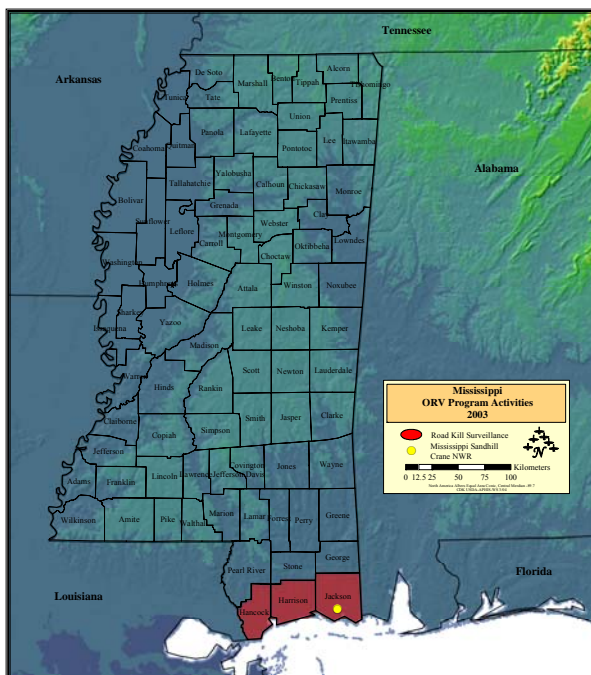 Tennessee
Arkansas
Alabama
Louisiana
Florida
De Soto
Marshall
Benton
Tippah
Alcorn
Tishomingo
Tunica
Tate
Prentiss
Union
Panola
Lafayette
Lee
Itawamba
Coahoma
Quitman
Pontotoc
Yalobusha
Tallahatchie
Calhoun
Chickasaw
Monroe
Bolivar
Grenada
Sunflower
Leflore
Clay
Webster
Montgomery
Carroll
Oktibbeha
Lowndes
Choctaw
Washington
Humphreys
Holmes
Attala
Winston
Noxubee
Sharkey
Issaquena
Yazoo
Leake
Neshoba
Kemper
Madison
Warren
Scott
Newton
Lauderdale
Hinds
Rankin
Claiborne
Copiah
Simpson
Smith
Jasper
Clarke
Jefferson
Covington
Jones
Wayne
Adams
Franklin
Lincoln
Lawrence
Jefferson Davis
Wilkinson
Amite
Pike
Walthall
Marion
Lamar
Forrest
Perry
Greene
Pearl River
Stone
George
Hancock
Harrison
Jackson
Mississippi
ORV Program Activities
2003
Road Kill Surveillance
Mississippi Sandhill
Crane NWR
N
Kilometers
0 12.5 25 50 75 100